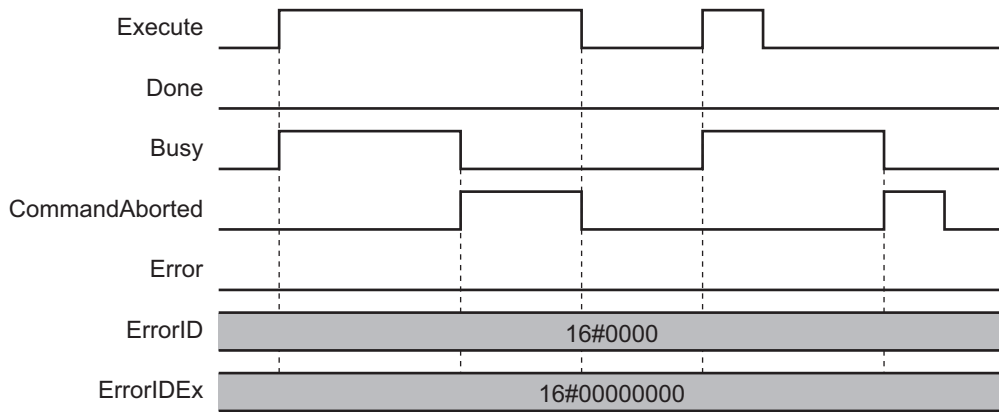 Execute
Done
Busy
CommandAborted
Error
ErrorID 16#0000
ErrorIDEx 16#00000000